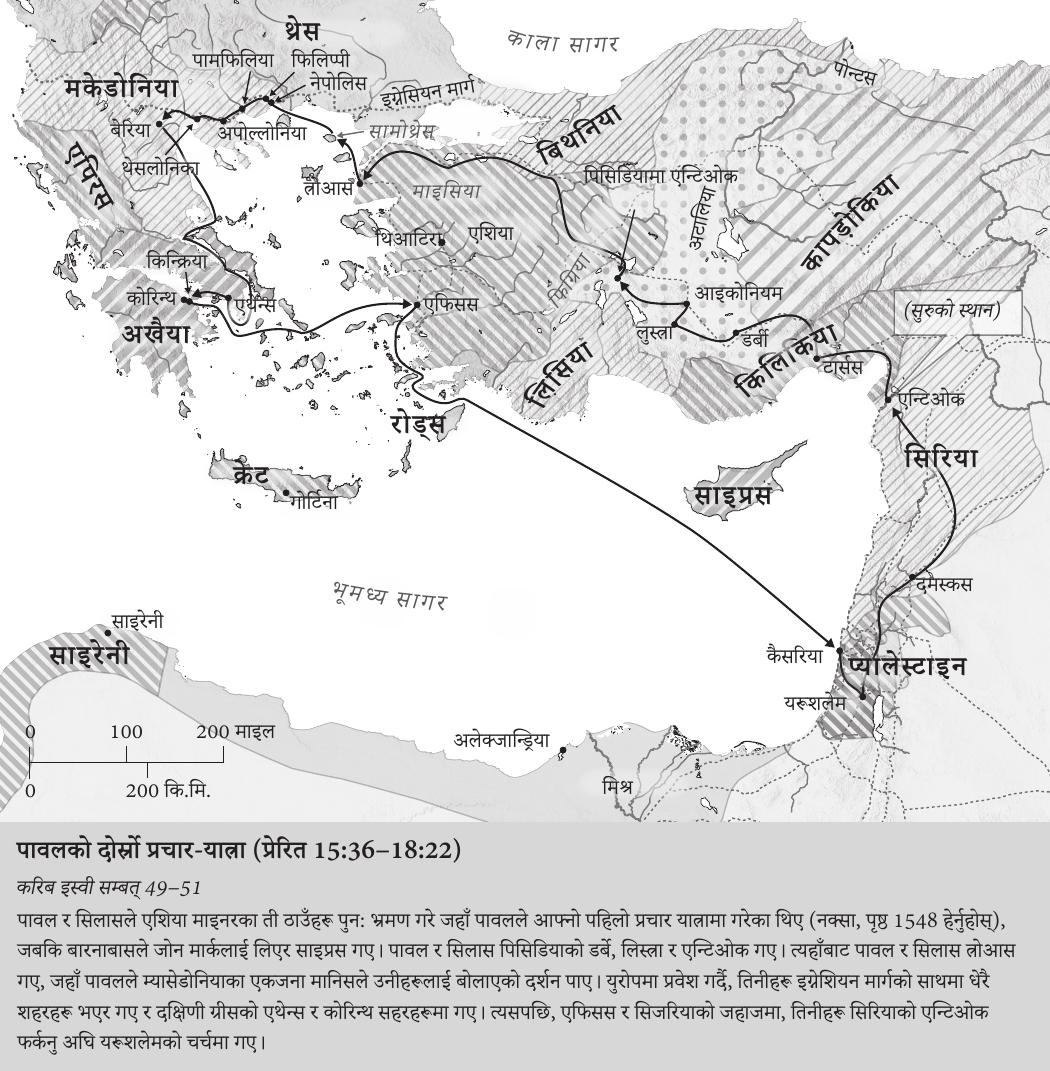 थ्रेस
काला सागर
पामफिलिया
फिलिप्पी
मकेडोनिया
नेपोलिस
इग्नेसियन मार्ग
पोन्टस
बेरिया
अपोल्लोनिया
सामोथ्रेस
बिथनिया
थेसलोनिका
एपिरस
त्रोआस
माइसिया
पिसिडियामा एन्टिओक
अटालिया
कापडोकिया
थिआटिरा
एशिया
किन्क्रिया
फ्रिग्रिया
कोरिन्थ
एथेन्स
एफिसस
आइकोनियम
(सुरुको स्थान)
अखैया
लुस्त्रा
डर्बी
लिसिया
किलिकिया
टार्सस
एन्टिओक
रोड्स
सिरिया
क्रेट
गोर्टिना
साइप्रस
भूमध्य सागर
दमस्कस
साइरेनी
साइरेनी
कैसरिया
प्यालेस्टाइन
यरूशलेम
0 100 200 माइल
0 200 कि.मि.
अलेक्जान्ड्रिया
मिश्र
पावलको दोस्रो प्रचार-यात्रा (प्रेरित 15:36–18:22)
करिब इस्वी सम्बत् 49–51
पावल र सिलासले एशिया माइनरका ती ठाउँहरू पुन: भ्रमण गरे जहाँ पावलले आफ्नो पहिलो प्रचार यात्रामा गरेका थिए (नक्सा, पृष्ठ 1548 हेर्नुहोस्),
जबकि बारनाबासले जोन मार्कलाई लिएर साइप्रस गए। पावल र सिलास पिसिडियाको डर्बे, लिस्त्रा र एन्टिओक गए। त्यहाँबाट पावल र सिलास त्रोआस
गए, जहाँ पावलले म्यासेडोनियाका एकजना मानिसले उनीहरूलाई बोलाएको दर्शन पाए। युरोपमा प्रवेश गर्दै, तिनीहरू इग्नेशियन मार्गको साथमा धेरै
शहरहरू भएर गए र दक्षिणी ग्रीसको एथेन्स र कोरिन्थ सहरहरूमा गए। त्यसपछि, एफिसस र सिजरियाको जहाजमा, तिनीहरू सिरियाको एन्टिओक
फर्कनु अघि यरूशलेमको चर्चमा गए।